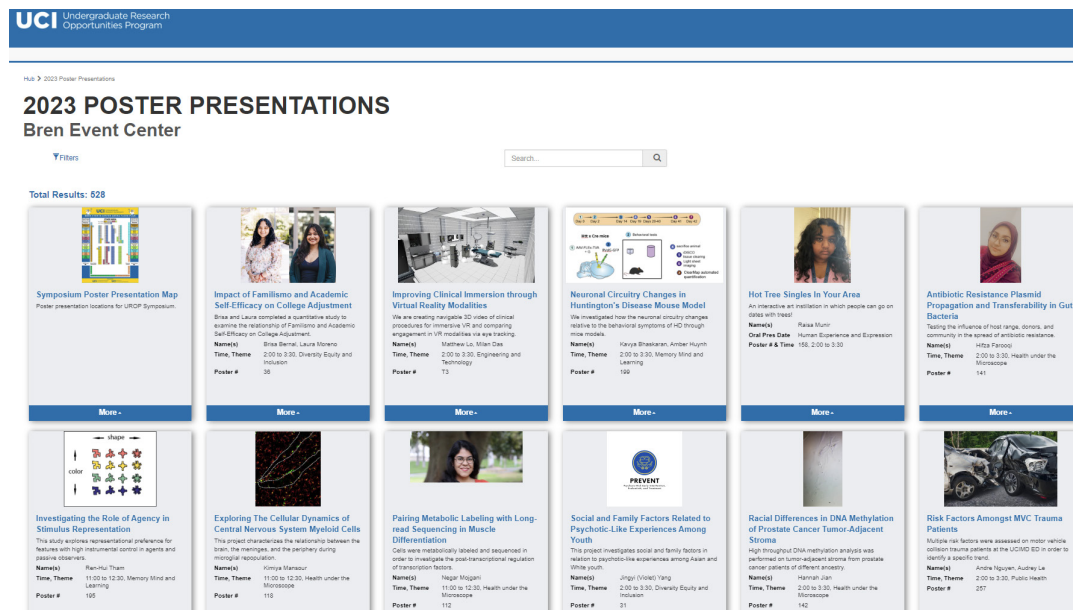 UCI Undergraduate Research
Opportunities Program
Hub > 2023 Poster Presentations
2023 POSTER PRESENTATIONS
Bren Event Center
Filters
Search...
Total Results: 528
Symposium Poster Presentation Map
Poster presentation locations for UROP Symposium.
More
Impact of Familismo and Academic
Self-Efficacy on College Adjustment
Brisa and Laura completed a quantitative study to
examine the relationship of Familismo and Academic
Self-Efficacy on College Adjustment.
Name(s) Brisa Bernal, Laura Moreno
Time, Theme 2:00 to 3:30, Diversity Equity and
Inclusion
Poster # 36
More
Improving Clinical Immersion through
Virtual Reality Modalities
We are creating navigable 3D video of clinical
procedures for immersive VR and comparing
engagement in VR modalities via eye tracking.
Name(s) Matthew Lo, Milan Das
Time, Theme 2:00 to 3:30, Engineering and
Technology
Poster # T3
More
Behavioral tests
Neuronal Circuitry Changes in
Huntington's Disease Mouse Model
We investigated how the neuronal circuitry changes
relative to the behavioral symptoms of HD through
mice models.
Name(s) Kavya Bhaskaran, Amber Huynh
Time, Theme 2:00 to 3:30, Memory Mind and
Learning
Poster # 199
More
Hot Tree Singles In Your Area
An interactive art instillation in which people can go on
dates with trees!
Name(s) Raisa Munir
Oral Pres Date Human Experience and Expression
Poster # & Time 158, 2:00 to 3:30
More
Antibiotic Resistance Plasmid
Propagation and Transferability in Gut
Bacteria
Testing the influence of host range, donors, and
community in the spread of antibiotic resistance.
Name(s) Hifza Farooqi
Time, Theme 2:00 to 3:30, Health under the
Microscope
Poster # 141
More
shape
color
Investigating the Role of Agency in
Stimulus Representation
This study explores representational preference for
features with high instrumental control in agents and
passive observers.
Name(s) Ren-Hui Tham
Time, Theme 11:00 to 12:30, Memory Mind and
Learning
Poster # 195
Exploring The Cellular Dynamics of
Central Nervous System Myeloid Cells
This project characterizes the relationship between the
brain, the meninges, and the periphery during
microglial repopulation.
Name(s) Kimiya Mansour
Time, Theme 11:00 to 12:30, Health under the
Microscope
Poster # 118
Pairing Metabolic Labeling with Long-
read Sequencing in Muscle
Differentiation
Cells were metabolically labeled and sequenced in
order to investigate the post-transcriptional regulation
of transcription factors.
Name(s) Negar Mojgani
Time, Theme 11:00 to 12:30, Health under the
Microscope
Poster # 112
PREVENT
Social and Family Factors Related to
Psychotic-Like Experiences Among
Youth
This project investigates social and family factors in
relation to psychotic-like experiences among Asian and
White youth.
Name(s) Jingyi (Violet) Yang
Time, Theme 2:00 to 3:30, Diversity Equity and
Inclusion
Poster # 31
Racial Differences in DNA Methylation
of Prostate Cancer Tumor-Adjacent
Stroma
High throughput DNA methylation analysis was
performed on tumor-adjacent stroma from prostate
cancer patients of different ancestry.
Name(s) Hannah Jian
Time, Theme 2:00 to 3:30, Health under the
Microscope
Poster # 142
Risk Factors Amongst MVC Trauma
Patients
Multiple risk factors were assessed on motor vehicle
collision trauma patients at the UCIMD ED in order to
identify a specific trend.
Name(s) Andre Nguyen, Audrey Le
Time, Theme 2:00 to 3:30, Public Health
Poster # 257